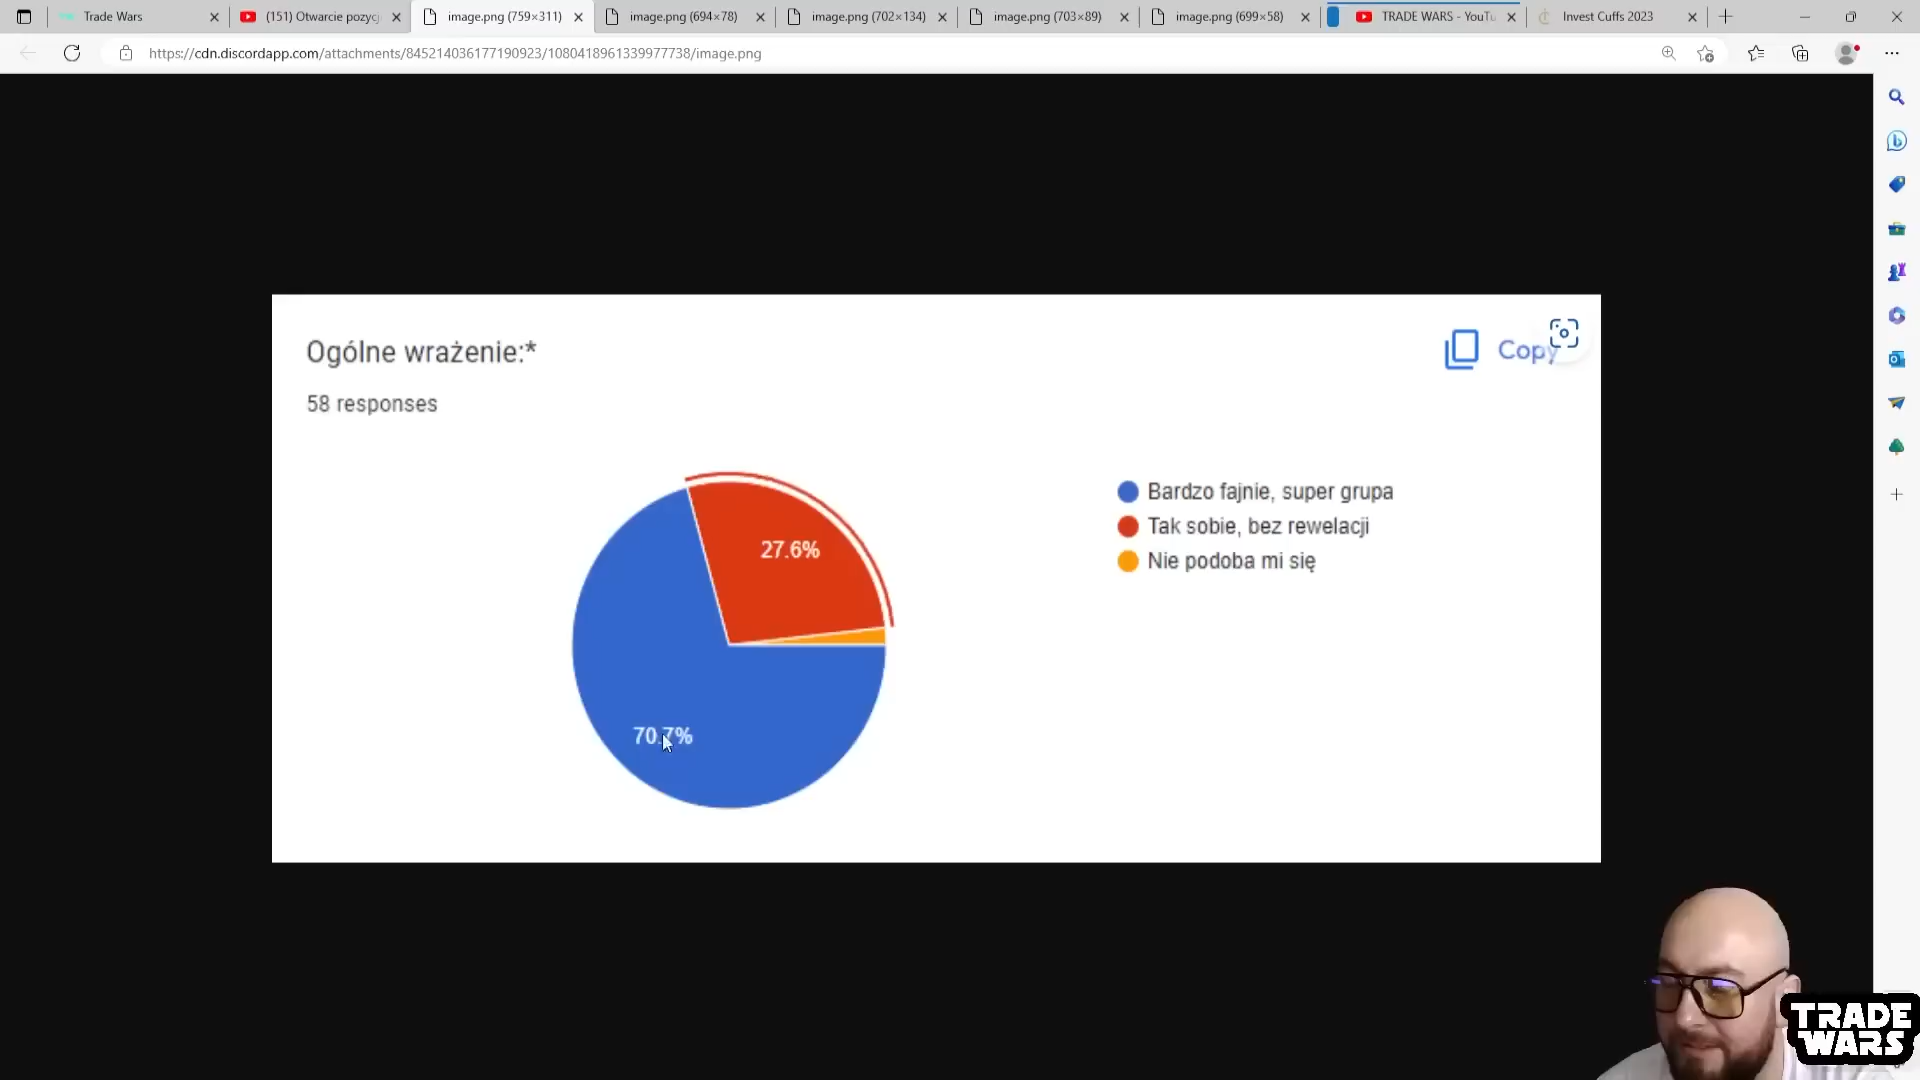 Trade Wars
(151) Otwarcie pozycj
image.png (759×311)
image.png (694×78)
image.png (702×134)
image.png (703×89)
image.png (699×58)
TRADE WARS - YouTu
Invest Cuffs 2023
https://cdn.discordapp.com/attachments/845214036177190923/1080418961339977738/image.png
Ogólne wrażenie:*
Copy
58 responses
Bardzo fajnie, super grupa
Tak sobie, bez rewelacji
27.6%
Nie podoba mi się
70.7%
TRADE
WARS